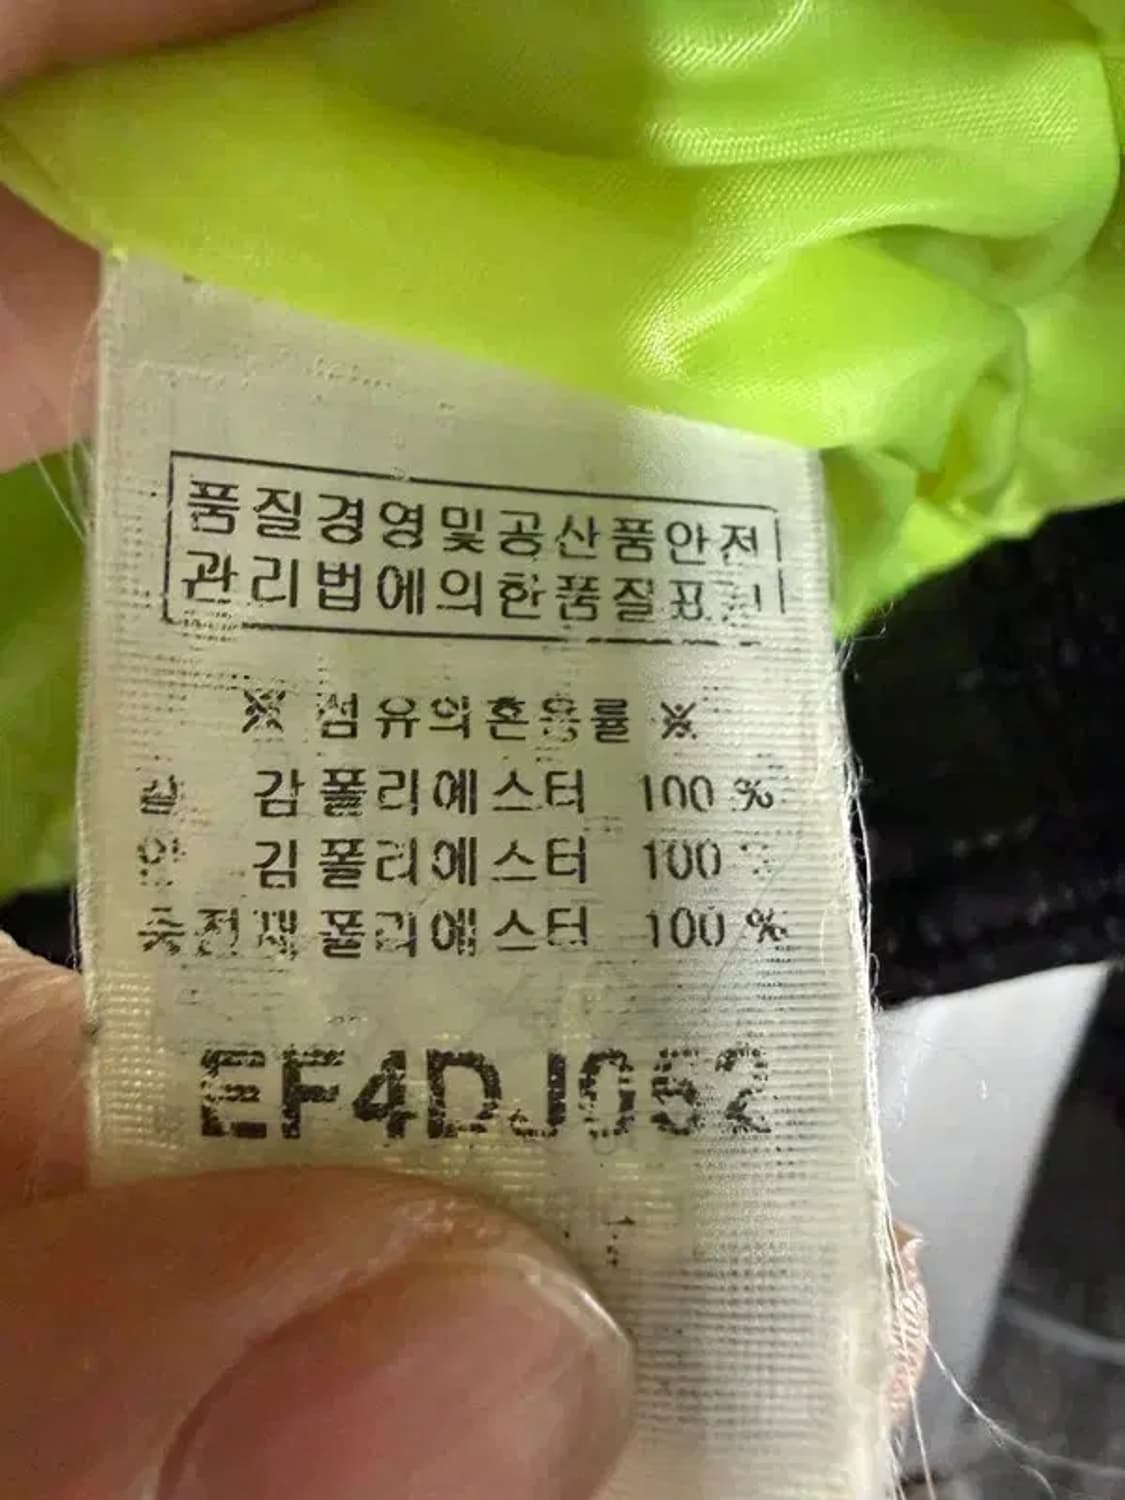 품질경영및공산품안전
관리법에의한품질표시
※ 섬유의혼용률 ※
겉 감 폴리에스터 100 %
안 감 폴리에스터 100 %
충전재 폴리에스터 100 %
EF4DJ052